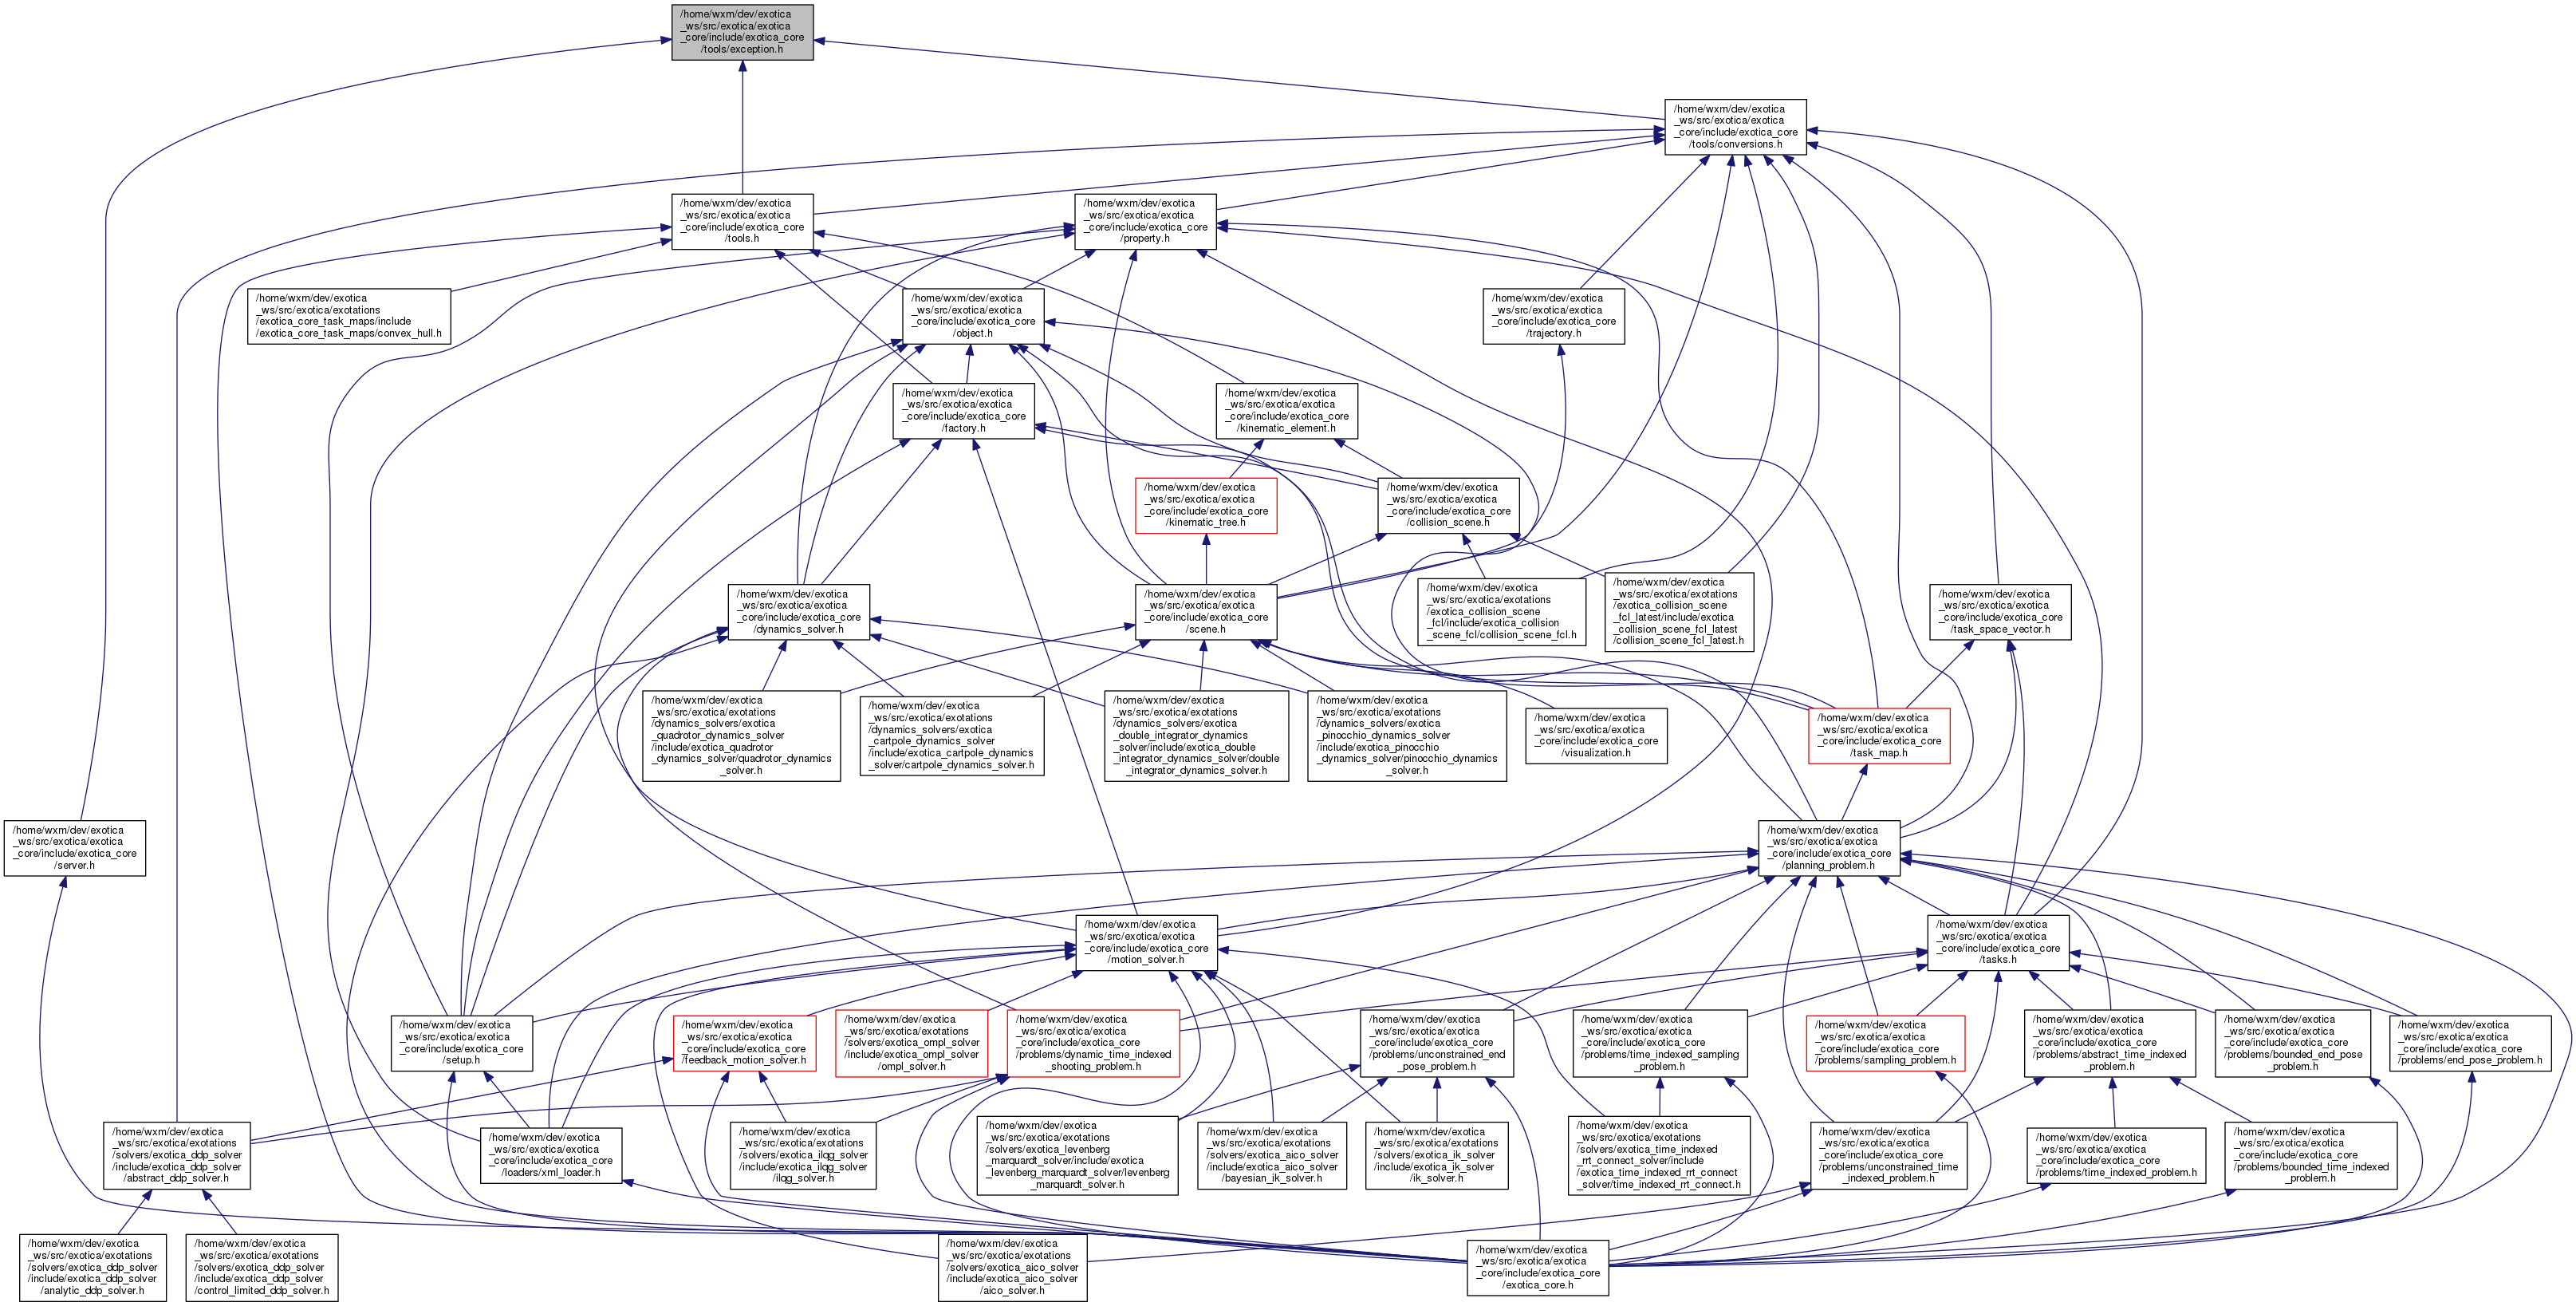 /home/wxm/dev/exotica
_ws/src/exotica/exotica
_core/include/exotica_core
/tools/exception.h
/home/wxm/dev/exotica
_ws/src/exotica/exotica
_core/include/exotica_core
/tools/conversions.h
/home/wxm/dev/exotica
_ws/src/exotica/exotica
_core/include/exotica_core
/tools.h
/home/wxm/dev/exotica
_ws/src/exotica/exotica
_core/include/exotica_core
/property.h
/home/wxm/dev/exotica
_ws/src/exotica/exotations
/exotica_core_task_maps/include
/exotica_core_task_maps/convex_hull.h
/home/wxm/dev/exotica
_ws/src/exotica/exotica
_core/include/exotica_core
/object.h
/home/wxm/dev/exotica
_ws/src/exotica/exotica
_core/include/exotica_core
/trajectory.h
/home/wxm/dev/exotica
_ws/src/exotica/exotica
_core/include/exotica_core
/factory.h
/home/wxm/dev/exotica
_ws/src/exotica/exotica
_core/include/exotica_core
/kinematic_element.h
/home/wxm/dev/exotica
_ws/src/exotica/exotica
_core/include/exotica_core
/kinematic_tree.h
/home/wxm/dev/exotica
_ws/src/exotica/exotica
_core/include/exotica_core
/collision_scene.h
/home/wxm/dev/exotica
_ws/src/exotica/exotica
_core/include/exotica_core
/dynamics_solver.h
/home/wxm/dev/exotica
_ws/src/exotica/exotica
_core/include/exotica_core
/scene.h
/home/wxm/dev/exotica
_ws/src/exotica/exotations
/exotica_collision_scene
_fcl/include/exotica_collision
_scene_fcl/collision_scene_fcl.h
/home/wxm/dev/exotica
_ws/src/exotica/exotations
/exotica_collision_scene
_fcl_latest/include/exotica
_collision_scene_fcl_latest
/collision_scene_fcl_latest.h
/home/wxm/dev/exotica
_ws/src/exotica/exotica
_core/include/exotica_core
/task_space_vector.h
/home/wxm/dev/exotica
_ws/src/exotica/exotations
/dynamics_solvers/exotica
_quadrotor_dynamics_solver
/include/exotica_quadrotor
_dynamics_solver/quadrotor_dynamics
_solver.h
/home/wxm/dev/exotica
_ws/src/exotica/exotations
/dynamics_solvers/exotica
_cartpole_dynamics_solver
/include/exotica_cartpole_dynamics
_solver/cartpole_dynamics_solver.h
/home/wxm/dev/exotica
_ws/src/exotica/exotations
/dynamics_solvers/exotica
_double_integrator_dynamics
_solver/include/exotica_double
_integrator_dynamics_solver/double
_integrator_dynamics_solver.h
/home/wxm/dev/exotica
_ws/src/exotica/exotations
/dynamics_solvers/exotica
_pinocchio_dynamics_solver
/include/exotica_pinocchio
_dynamics_solver/pinocchio_dynamics
_solver.h
/home/wxm/dev/exotica
_ws/src/exotica/exotica
_core/include/exotica_core
/visualization.h
/home/wxm/dev/exotica
_ws/src/exotica/exotica
_core/include/exotica_core
/task_map.h
/home/wxm/dev/exotica
_ws/src/exotica/exotica
_core/include/exotica_core
/server.h
/home/wxm/dev/exotica
_ws/src/exotica/exotica
_core/include/exotica_core
/planning_problem.h
/home/wxm/dev/exotica
_ws/src/exotica/exotica
_core/include/exotica_core
/motion_solver.h
/home/wxm/dev/exotica
_ws/src/exotica/exotica
_core/include/exotica_core
/tasks.h
/home/wxm/dev/exotica
_ws/src/exotica/exotica
_core/include/exotica_core
/setup.h
/home/wxm/dev/exotica
_ws/src/exotica/exotica
_core/include/exotica_core
/feedback_motion_solver.h
/home/wxm/dev/exotica
_ws/src/exotica/exotations
/solvers/exotica_ompl_solver
/include/exotica_ompl_solver
/ompl_solver.h
/home/wxm/dev/exotica
_ws/src/exotica/exotica
_core/include/exotica_core
/problems/dynamic_time_indexed
_shooting_problem.h
/home/wxm/dev/exotica
_ws/src/exotica/exotica
_core/include/exotica_core
/problems/unconstrained_end
_pose_problem.h
/home/wxm/dev/exotica
_ws/src/exotica/exotica
_core/include/exotica_core
/problems/time_indexed_sampling
_problem.h
/home/wxm/dev/exotica
_ws/src/exotica/exotica
_core/include/exotica_core
/problems/sampling_problem.h
/home/wxm/dev/exotica
_ws/src/exotica/exotica
_core/include/exotica_core
/problems/abstract_time_indexed
_problem.h
/home/wxm/dev/exotica
_ws/src/exotica/exotica
_core/include/exotica_core
/problems/bounded_end_pose
_problem.h
/home/wxm/dev/exotica
_ws/src/exotica/exotica
_core/include/exotica_core
/problems/end_pose_problem.h
/home/wxm/dev/exotica
_ws/src/exotica/exotations
/solvers/exotica_ddp_solver
/include/exotica_ddp_solver
/abstract_ddp_solver.h
/home/wxm/dev/exotica
_ws/src/exotica/exotica
_core/include/exotica_core
/loaders/xml_loader.h
/home/wxm/dev/exotica
_ws/src/exotica/exotations
/solvers/exotica_ilqg_solver
/include/exotica_ilqg_solver
/ilqg_solver.h
/home/wxm/dev/exotica
_ws/src/exotica/exotations
/solvers/exotica_levenberg
_marquardt_solver/include/exotica
_levenberg_marquardt_solver/levenberg
_marquardt_solver.h
/home/wxm/dev/exotica
_ws/src/exotica/exotations
/solvers/exotica_aico_solver
/include/exotica_aico_solver
/bayesian_ik_solver.h
/home/wxm/dev/exotica
_ws/src/exotica/exotations
/solvers/exotica_ik_solver
/include/exotica_ik_solver
/ik_solver.h
/home/wxm/dev/exotica
_ws/src/exotica/exotations
/solvers/exotica_time_indexed
_rrt_connect_solver/include
/exotica_time_indexed_rrt_connect
_solver/time_indexed_rrt_connect.h
/home/wxm/dev/exotica
_ws/src/exotica/exotica
_core/include/exotica_core
/problems/unconstrained_time
_indexed_problem.h
/home/wxm/dev/exotica
_ws/src/exotica/exotica
_core/include/exotica_core
/problems/time_indexed_problem.h
/home/wxm/dev/exotica
_ws/src/exotica/exotica
_core/include/exotica_core
/problems/bounded_time_indexed
_problem.h
/home/wxm/dev/exotica
_ws/src/exotica/exotations
/solvers/exotica_ddp_solver
/include/exotica_ddp_solver
/analytic_ddp_solver.h
/home/wxm/dev/exotica
_ws/src/exotica/exotations
/solvers/exotica_ddp_solver
/include/exotica_ddp_solver
/control_limited_ddp_solver.h
/home/wxm/dev/exotica
_ws/src/exotica/exotations
/solvers/exotica_aico_solver
/include/exotica_aico_solver
/aico_solver.h
/home/wxm/dev/exotica
_ws/src/exotica/exotica
_core/include/exotica_core
/exotica_core.h